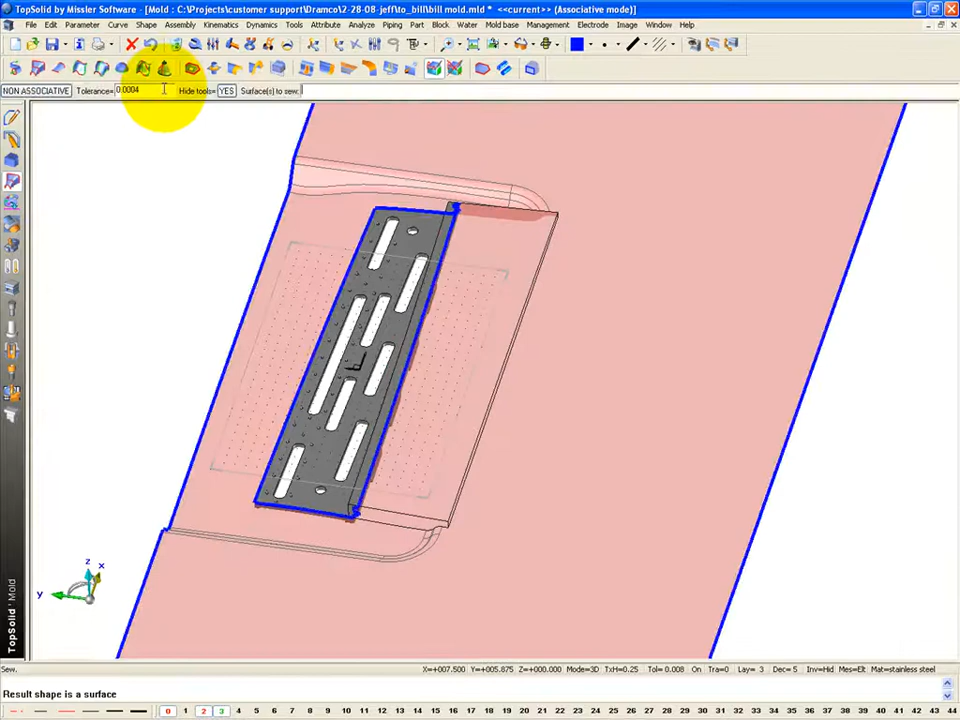 TopSolid by Missler Software - [Mold : C:\Projects\customer support\Dramco\2-28-08-jeff\to_bill\bill mold.mld * <<current>> (Associative mode)]
File Edit Parameter Curve Shape Assembly Kinematics Dynamics Tools Attribute Analyze Piping Part Block Management Mold base Electrode Image Window Help
NON ASSOCIATIVE Tolerance= 0.0004 Hide tools= YES Surface(s) to sew:
z
x
y
TopSolid'Mold
Sew. X=+007.500 Y=+005.875 Z=+000.000 Mode=3D TxH=0.25 Tol= 0.008 Tra=0 Lay= 3 Dec= 5 Inv=Hid Mes=Elt Mat=stainless steel
Result shape is a surface
0 1 2 3 4 5 6 7 8 9 10 11 12 13 14 15 16 17 18 19 20 21 22 23 24 25 26 27 28 29 30 31 32 33 34 35 36 37 38 39 40 41 42 43 44